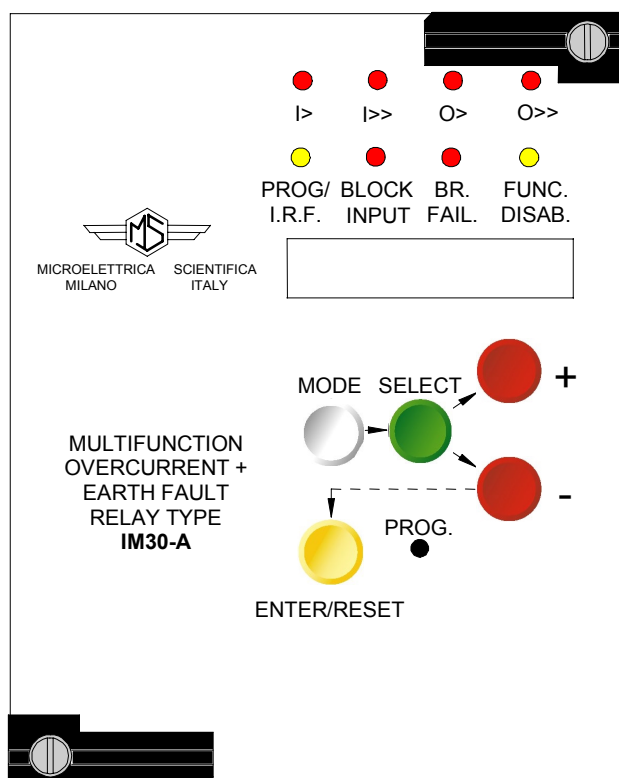 I> I>> O> O>>
PROG/ BLOCK BR. FUNC.
I.R.F. INPUT FAIL. DISAB.
MS
MICROELETTRICA SCIENTIFICA
MILANO ITALY
MODE SELECT +
MULTIFUNCTION
OVERCURRENT +
EARTH FAULT
RELAY TYPE
IM30-A
-
PROG.
ENTER/RESET